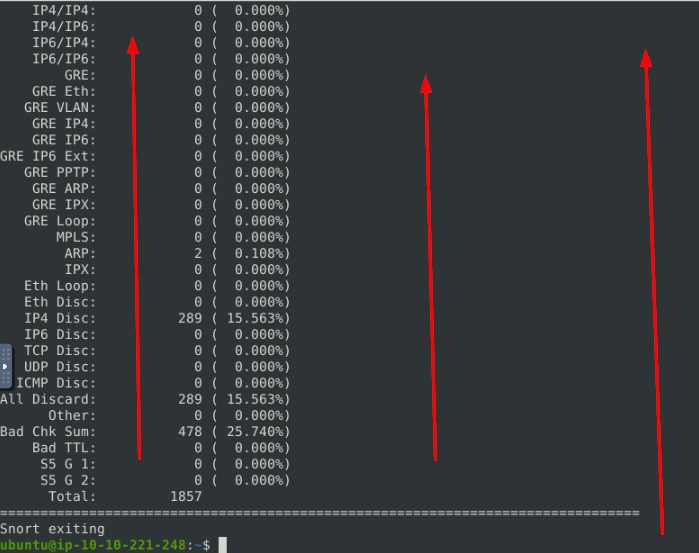 IP4/IP4: 0 ( 0.000%)
IP4/IP6: 0 ( 0.000%)
IP6/IP4: 0 ( 0.000%)
IP6/IP6: 0 ( 0.000%)
GRE: 0 ( 0.000%)
GRE Eth: 0 ( 0.000%)
GRE VLAN: 0 ( 0.000%)
GRE IP4: 0 ( 0.000%)
GRE IP6: 0 ( 0.000%)
GRE IP6 Ext: 0 ( 0.000%)
GRE PPTP: 0 ( 0.000%)
GRE ARP: 0 ( 0.000%)
GRE IPX: 0 ( 0.000%)
GRE Loop: 0 ( 0.000%)
MPLS: 0 ( 0.000%)
ARP: 2 ( 0.108%)
IPX: 0 ( 0.000%)
Eth Loop: 0 ( 0.000%)
Eth Disc: 0 ( 0.000%)
IP4 Disc: 289 ( 15.563%)
IP6 Disc: 0 ( 0.000%)
TCP Disc: 0 ( 0.000%)
UDP Disc: 0 ( 0.000%)
ICMP Disc: 0 ( 0.000%)
All Discard: 289 ( 15.563%)
Other: 0 ( 0.000%)
Bad Chk Sum: 478 ( 25.740%)
Bad TTL: 0 ( 0.000%)
S5 G 1: 0 ( 0.000%)
S5 G 2: 0 ( 0.000%)
Total: 1857
===============================================================================
Snort exiting
ubuntu@ip-10-10-221-248:~$